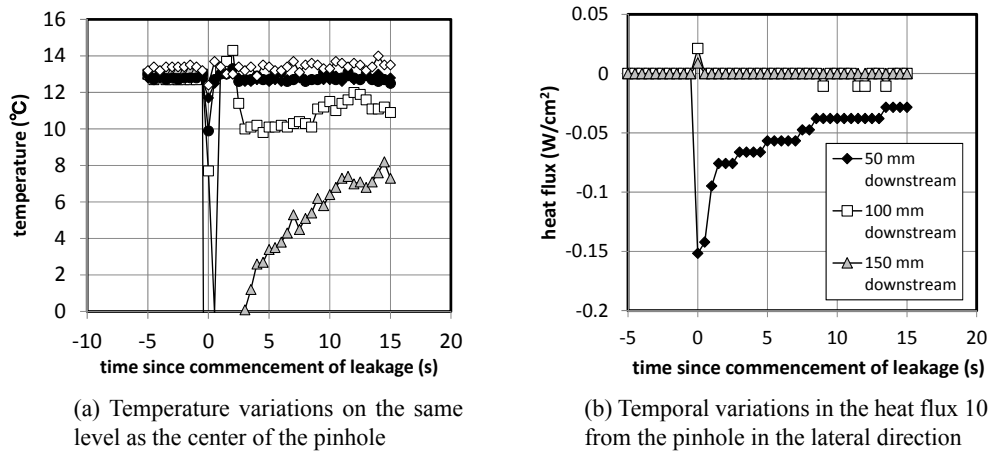 16
14
12
10
8
6
4
2
0
temperature (℃)
-10
-5
0
5
10
15
20
time since commencement of leakage (s)
(a) Temperature variations on the same
level as the center of the pinhole
0.05
0
-0.05
-0.1
-0.15
-0.2
heat flux (W/cm²)
50 mm
downstream
100 mm
downstream
150 mm
downstream
-5
0
5
10
15
20
time since commencement of leakage (s)
(b) Temporal variations in the heat flux 10
from the pinhole in the lateral direction